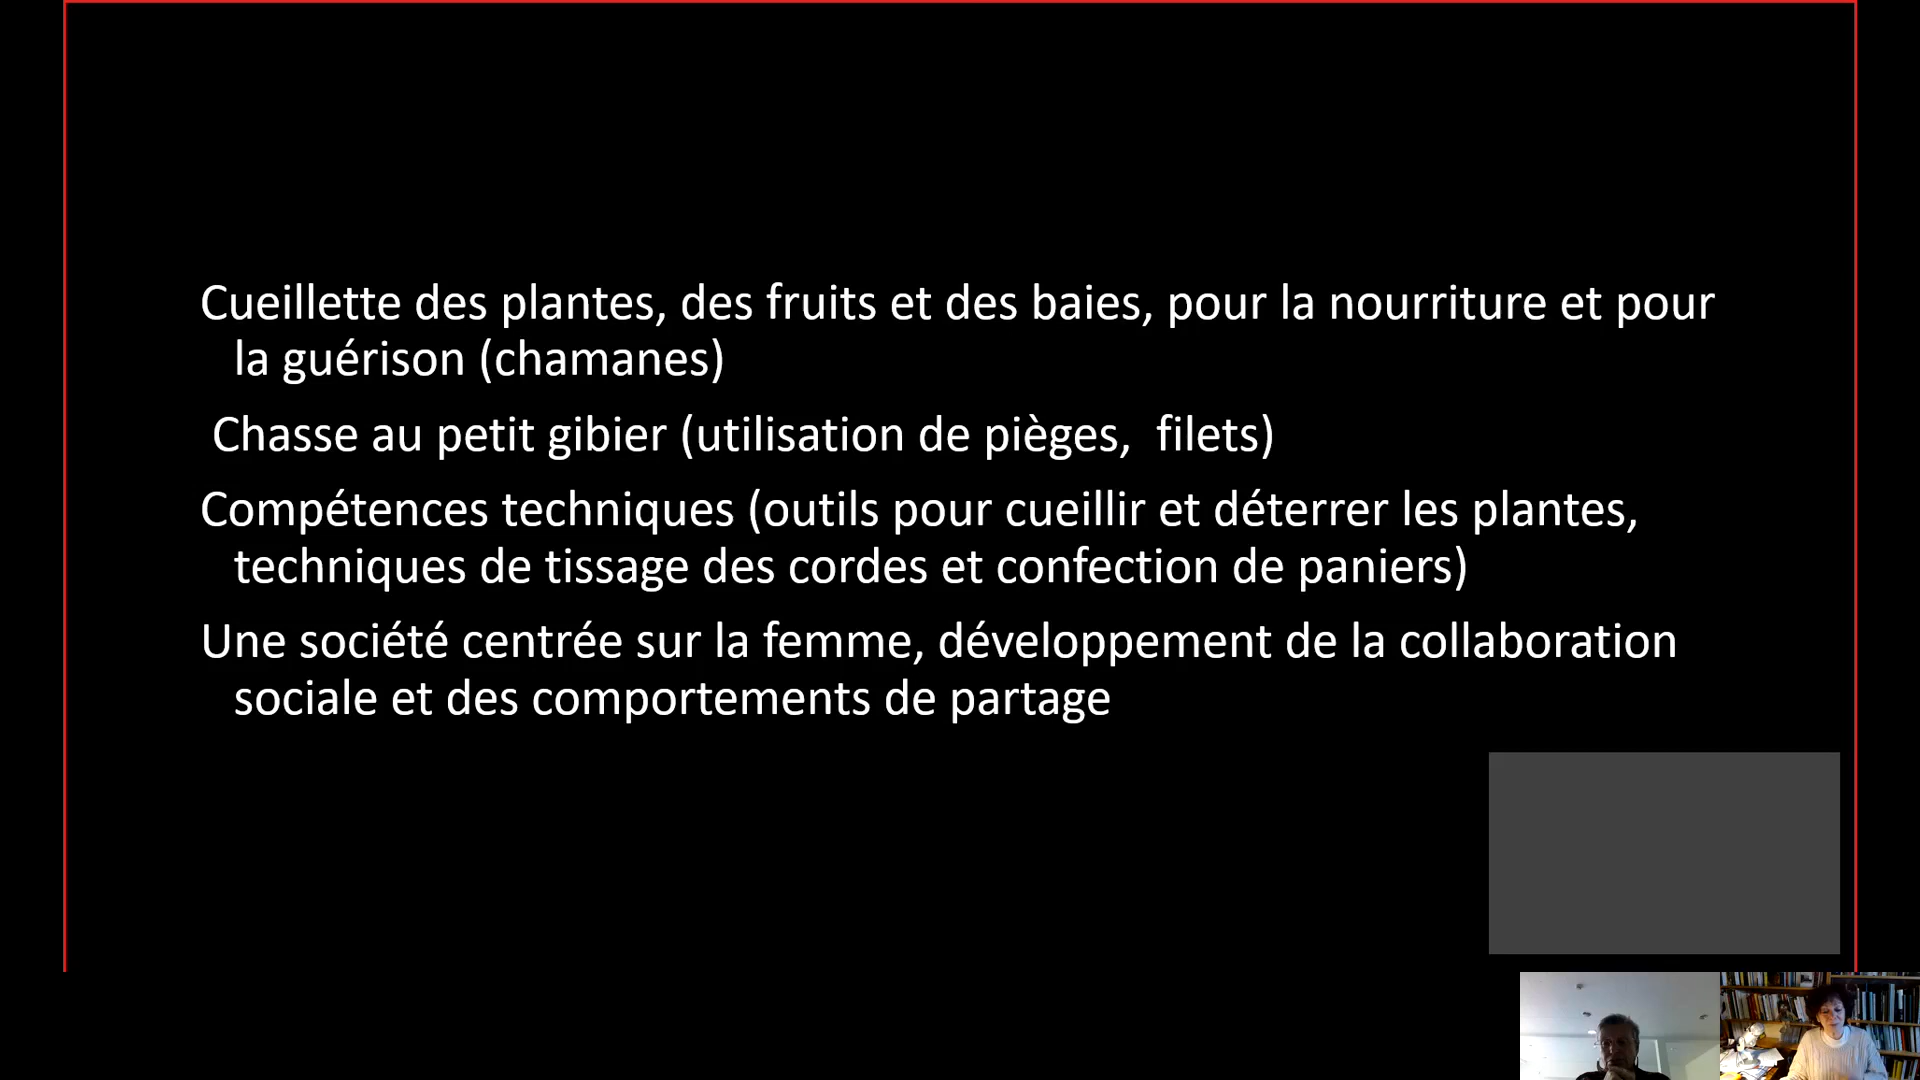 Cueillette des plantes, des fruits et des baies, pour la nourriture et pour
la guérison (chamanes)
Chasse au petit gibier (utilisation de pièges,  filets)
Compétences techniques (outils pour cueillir et déterrer les plantes,
techniques de tissage des cordes et confection de paniers)
Une société centrée sur la femme, développement de la collaboration
sociale et des comportements de partage